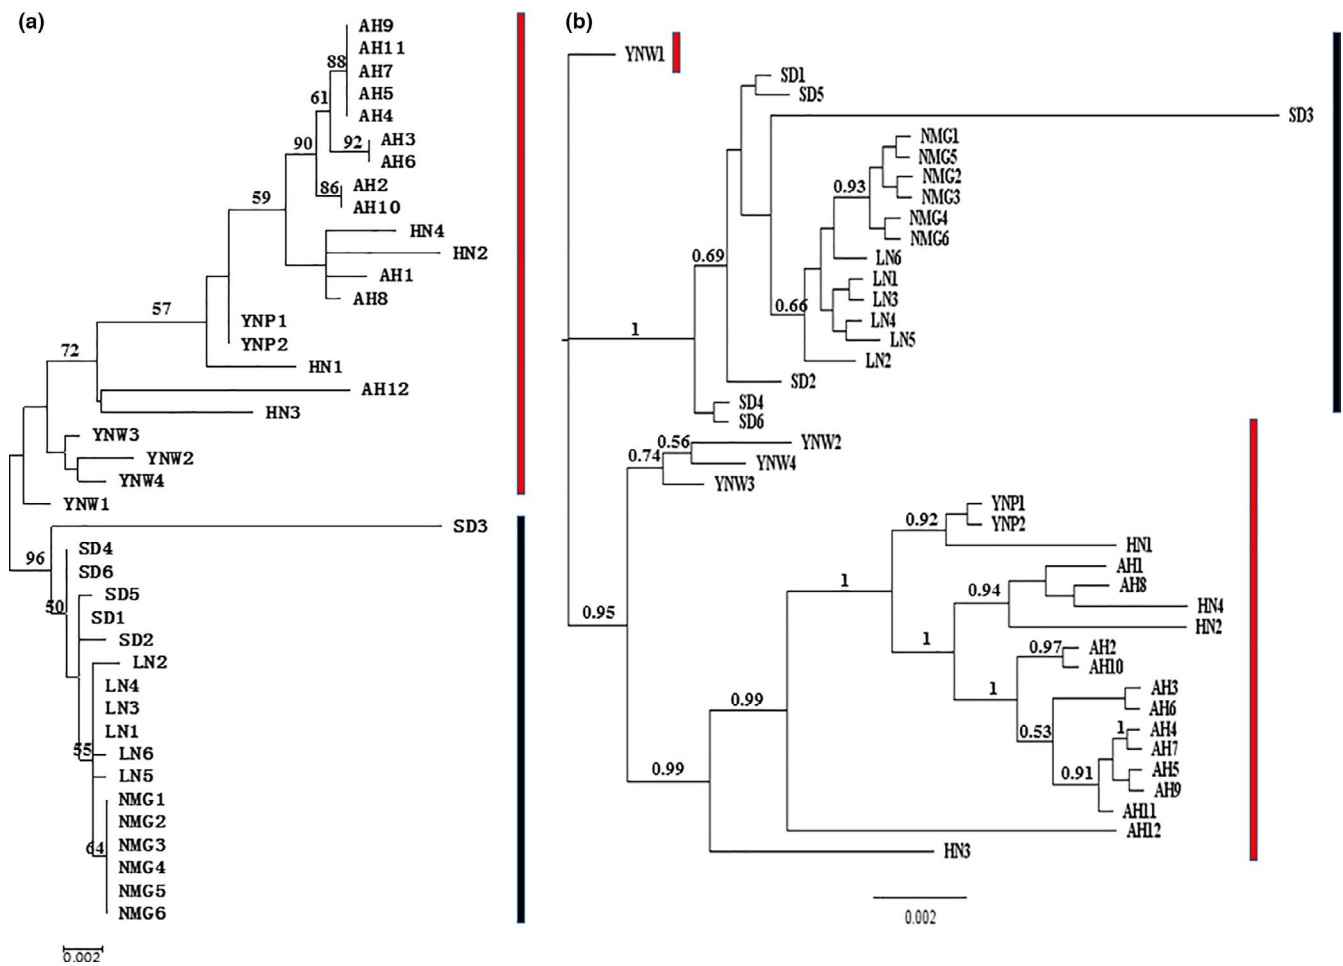 (a)
AH9
AH11
88
AH7
AH5
61
AH4
AH3
90
92
AH6
86
AH2
AH10
59
HN4
HN2
AH1
AH8
57
YNP1
YNP2
72
HN1
AH12
HN3
YNW3
YNW2
YNW4
YNW1
SD3
96
SD4
SD6
50
SD5
SD1
SD2
LN2
LN4
LN3
LN1
55
LN6
LN5
NMG1
NMG2
64
NMG3
NMG4
NMG5
NMG6
0.002
(b)
YNW1
SD1
SD5
SD3
NMG1
NMG5
0.93
NMG2
NMG3
NMG4
NMG6
0.69
LN6
LN1
LN3
0.66
LN4
1
LN5
LN2
SD2
SD4
SD6
0.56
YNW2
0.74
YNW4
YNW3
YNP1
0.92
YNP2
HN1
1
AH1
0.94
AH8
HN4
0.95
HN2
1
0.97
AH2
AH10
1
AH3
0.99
AH6
0.53
1
AH4
AH7
0.99
0.91
AH5
AH9
AH11
AH12
HN3
0.002